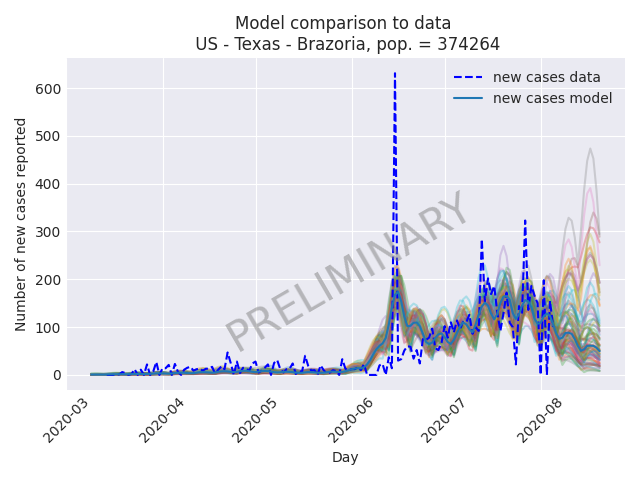 Model comparison to data
US - Texas - Brazoria, pop. = 374264
new cases data
new cases model
Number of new cases reported
600
500
400
300
200
100
0
PRELIMINARY
2020-03
2020-04
2020-05
2020-06
2020-07
2020-08
Day